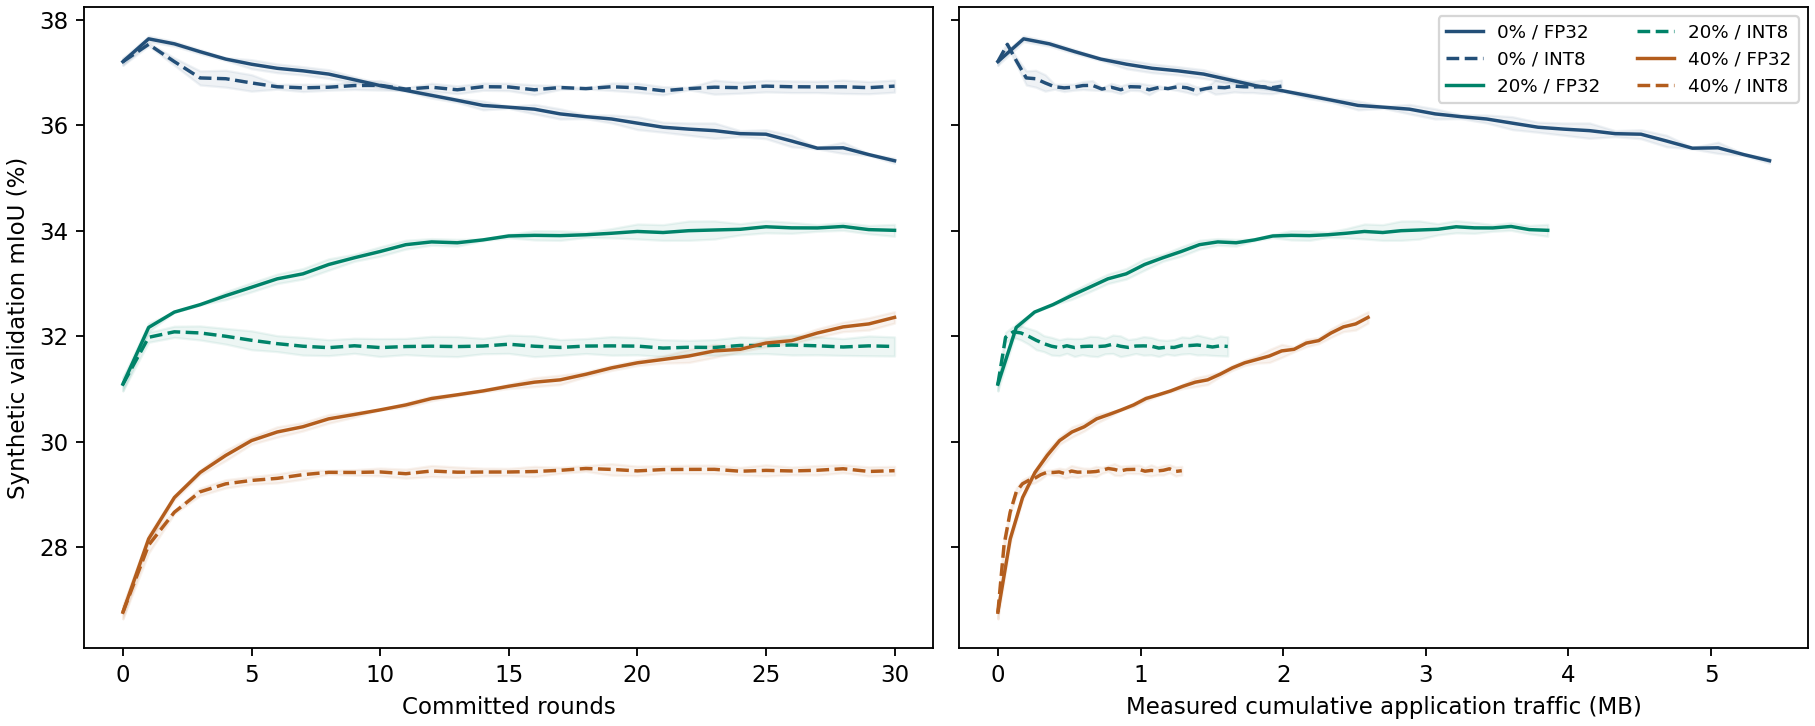 38
36
34
32
30
28
Synthetic validation mIoU (%)
0 5 10 15 20 25 30
Committed rounds
0% / FP32 20% / INT8
0% / INT8 40% / FP32
20% / FP32 40% / INT8
0 1 2 3 4 5
Measured cumulative application traffic (MB)